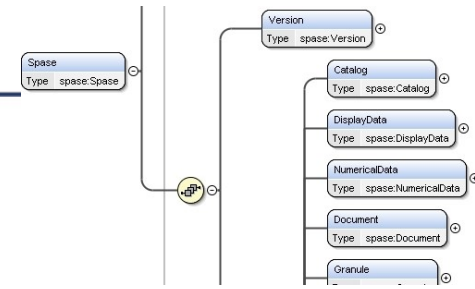 Version
Type spase:Version
Spase
Type spase:Spase
Catalog
Type spase:Catalog
DisplayData
Type spase:DisplayData
NumericalData
Type spase:NumericalData
Document
Type spase:Document
Granule